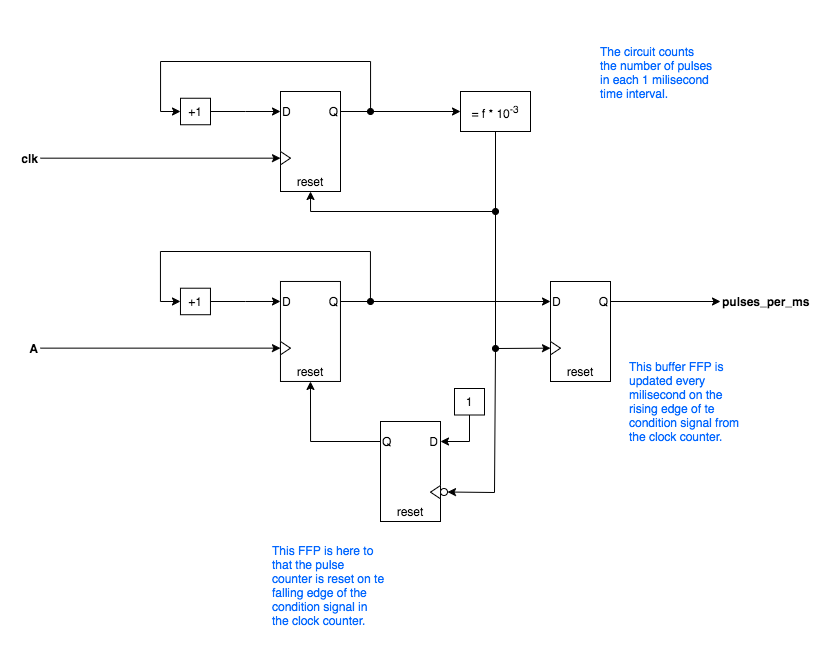 The circuit counts
the number of pulses
in each 1 milisecond
time interval.
+1
D
Q
= f * 10-3
clk
reset
+1
D
Q
D
Q
pulses_per_ms
A
reset
reset
This buffer FFP is
updated every
milisecond on the
rising edge of te
condition signal from
the clock counter.
1
Q
D
reset
This FFP is here to
that the pulse
counter is reset on te
falling edge of the
condition signal in
the clock counter.